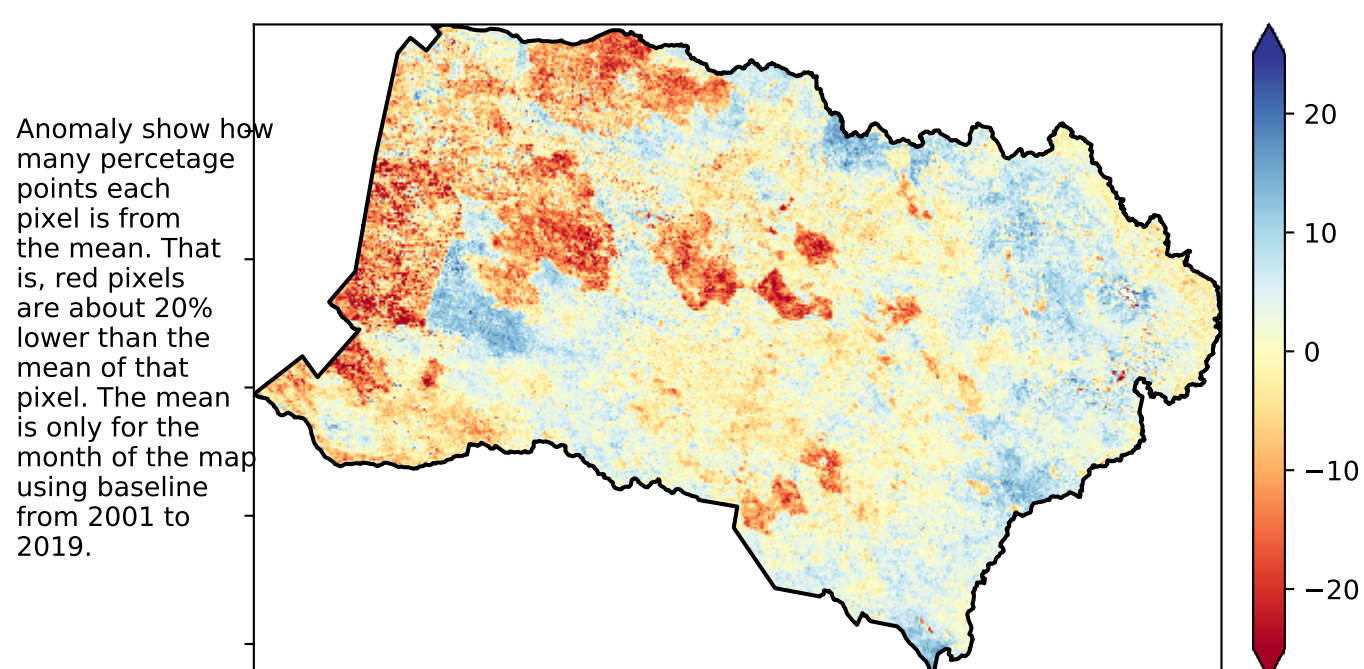 Anomaly show how
many percetage
points each
pixel is from
the mean. That
is, red pixels
are about 20%
lower than the
mean of that
pixel. The mean
is only for the
month of the map
using baseline
from 2001 to
2019.
20
10
0
−10
−20